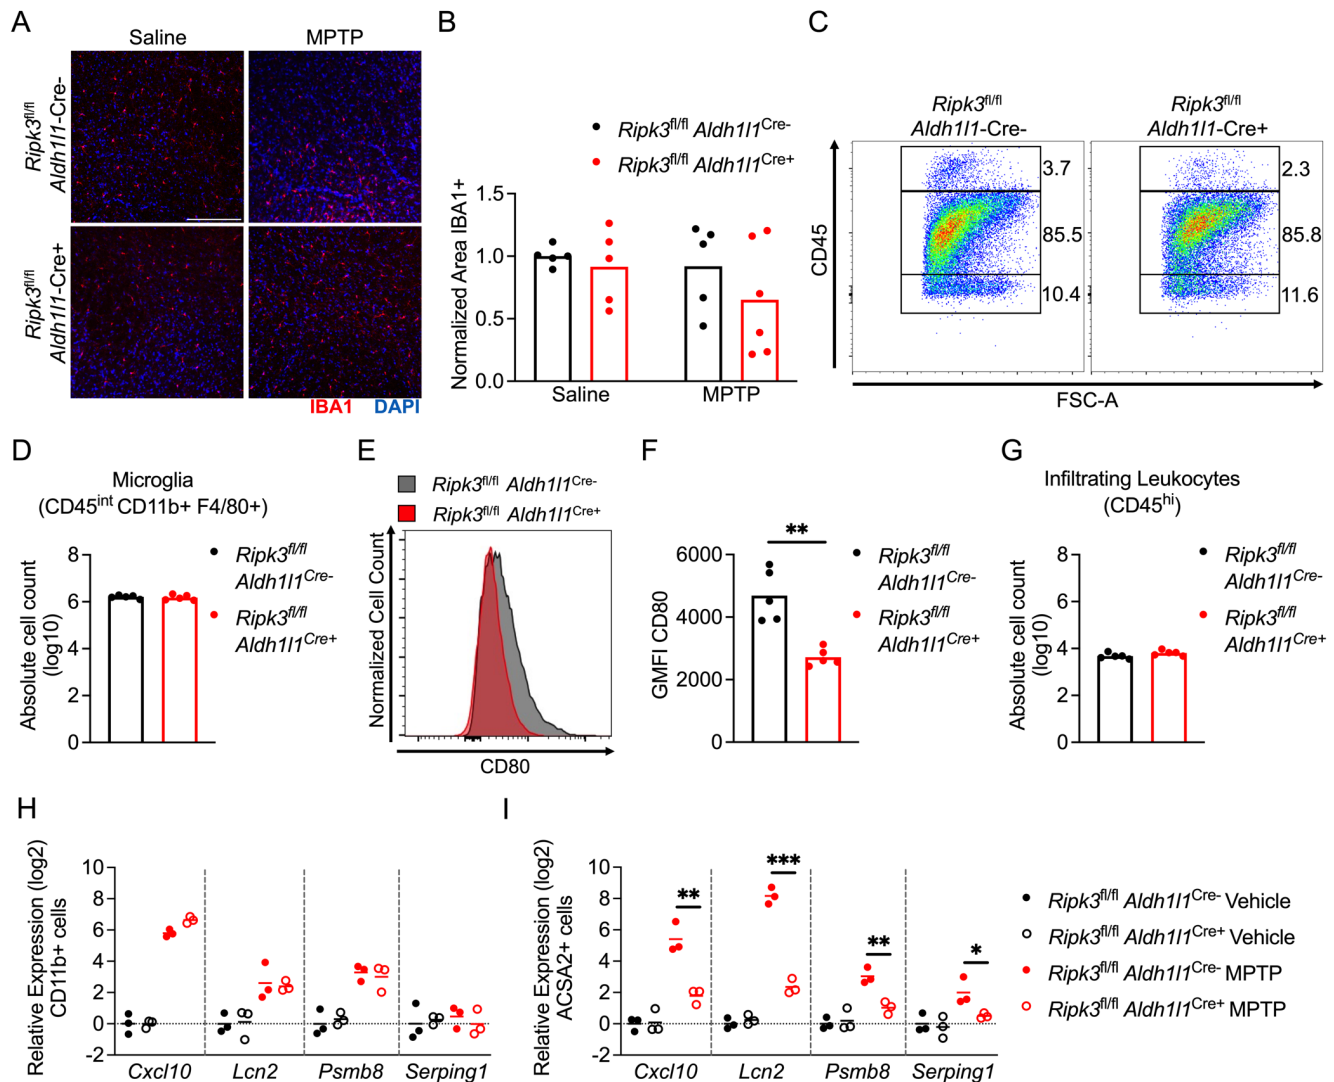 A
Saline
MPTP
Ripk3fl/fl
Aldh1l1-Cre-
Ripk3fl/fl
Aldh1l1-Cre+
IBA1 DAPI
B
Ripk3fl/fl Aldh1l1Cre-
Ripk3fl/fl Aldh1l1Cre+
Normalized Area IBA1+
1.5
1.0
0.5
0.0
Saline
MPTP
C
Ripk3fl/fl
Aldh1l1-Cre-
Ripk3fl/fl
Aldh1l1-Cre+
CD45
3.7
85.5
10.4
2.3
85.8
11.6
FSC-A
D
Microglia
(CD45int CD11b+ F4/80+)
Absolute cell count
(log10)
8
6
4
2
0
Ripk3fl/fl
Aldh1l1Cre-
Ripk3fl/fl
Aldh1l1Cre+
E
Ripk3fl/fl Aldh1l1Cre-
Ripk3fl/fl Aldh1l1Cre+
Normalized Cell Count
CD80
F
GMFI CD80
6000
4000
2000
0
**
Ripk3fl/fl
Aldh1l1Cre-
Ripk3fl/fl
Aldh1l1Cre+
G
Infiltrating Leukocytes
(CD45hi)
Absolute cell count
(log10)
8
6
4
2
0
Ripk3fl/fl
Aldh1l1Cre-
Ripk3fl/fl
Aldh1l1Cre+
H
Relative Expression (log2)
CD11b+ cells
10
8
6
4
2
0
-2
Cxcl10 Lcn2 Psmb8 Serping1
I
Relative Expression (log2)
ACSA2+ cells
10
8
6
4
2
0
-2
**
***
**
*
Cxcl10 Lcn2 Psmb8 Serping1
Ripk3fl/fl Aldh1l1Cre- Vehicle
Ripk3fl/fl Aldh1l1Cre+ Vehicle
Ripk3fl/fl Aldh1l1Cre- MPTP
Ripk3fl/fl Aldh1l1Cre+ MPTP